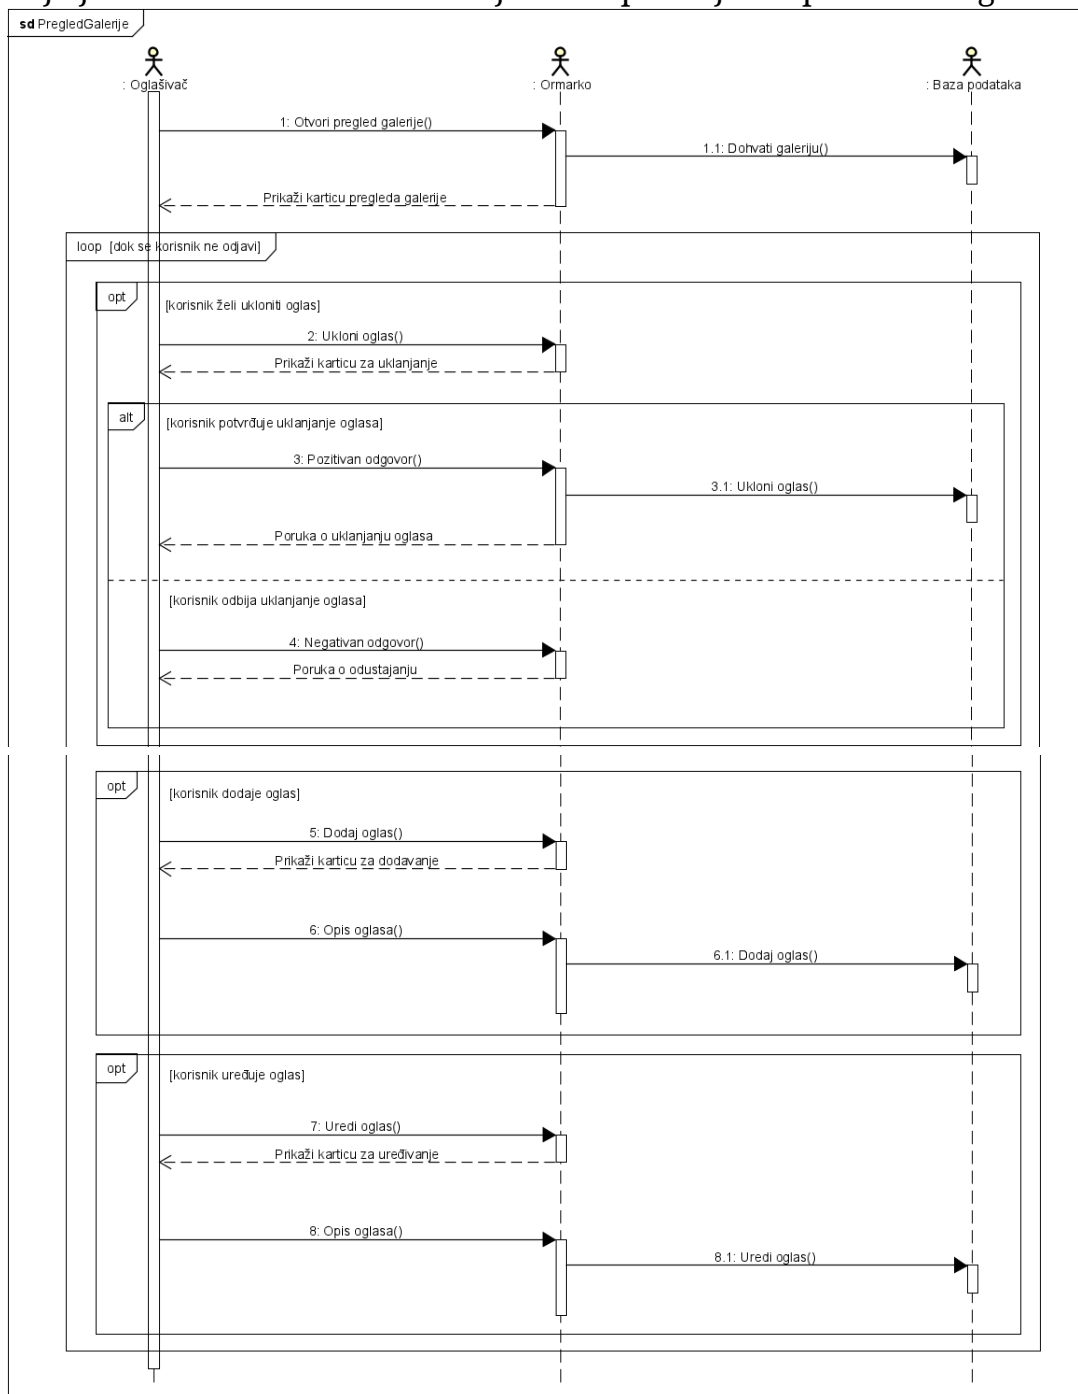 sd PregledGalerije
: Oglašivač
: Ormarko
: Baza podataka
1: Otvori pregled galerije()
1.1: Dohvati galeriju()
Prikaži karticu pregleda galerije
loop [dok se korisnik ne odjavi]
opt
[korisnik želi ukloniti oglas]
2: Ukloni oglas()
Prikaži karticu za uklanjanje
alt
[korisnik potvrđuje uklanjanje oglasa]
3: Pozitivan odgovor()
3.1: Ukloni oglas()
Poruka o uklanjanju oglasa
[korisnik odbija uklanjanje oglasa]
4: Negativan odgovor()
Poruka o odustajanju
opt
[korisnik dodaje oglas]
5: Dodaj oglas()
Prikaži karticu za dodavanje
6: Opis oglasa()
6.1: Dodaj oglas()
opt
[korisnik uređuje oglas]
7: Uredi oglas()
Prikaži karticu za uređivanje
8: Opis oglasa()
8.1: Uredi oglas()